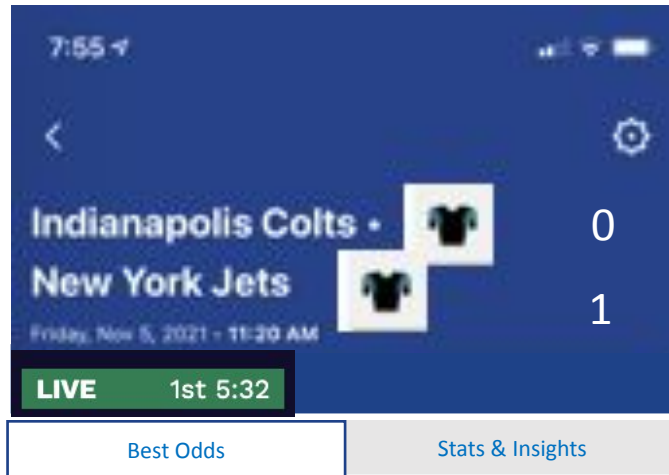 7:55
Indianapolis Colts • 0
New York Jets 1
Friday, Nov 5, 2021 - 11:20 AM
LIVE 1st 5:32
Best Odds Stats & Insights